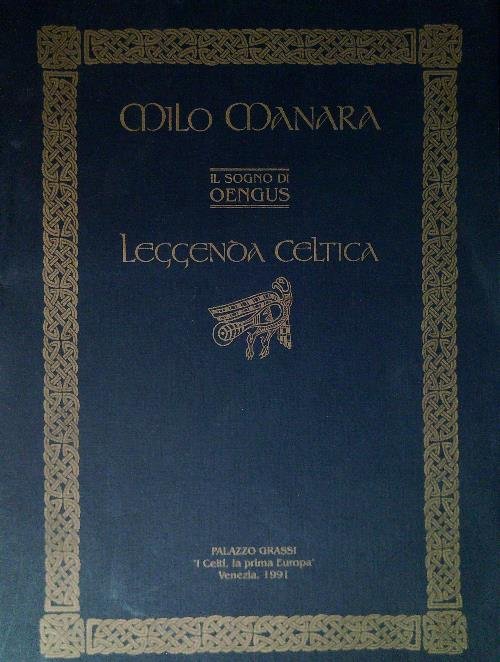 Milo Manara
IL SOGNO DI
OENGUS
Leggenda Celtica
PALAZZO GRASSI
"I Celti, la prima Europa"
Venezia, 1991